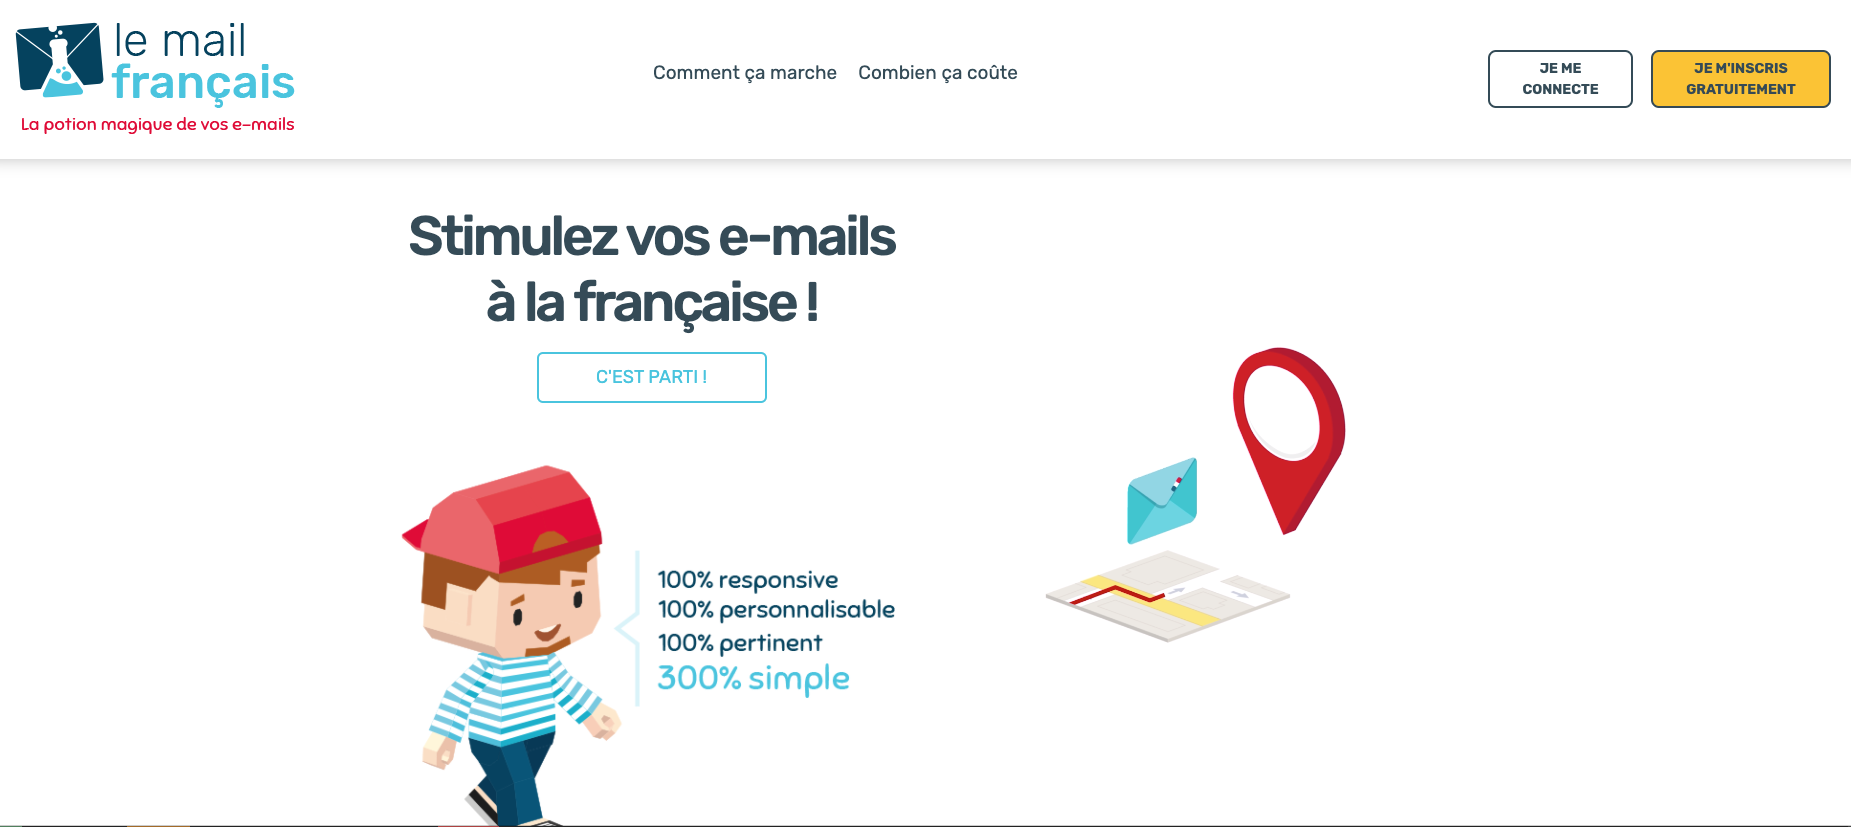 le mail
français
La potion magique de vos e-mails
Comment ça marche
Combien ça coûte
JE ME
CONNECTE
JE M'INSCRIS
GRATUITEMENT
Stimulez vos e-mails
à la française !
C'EST PARTI !
100% responsive
100% personnalisable
100% pertinent
300% simple